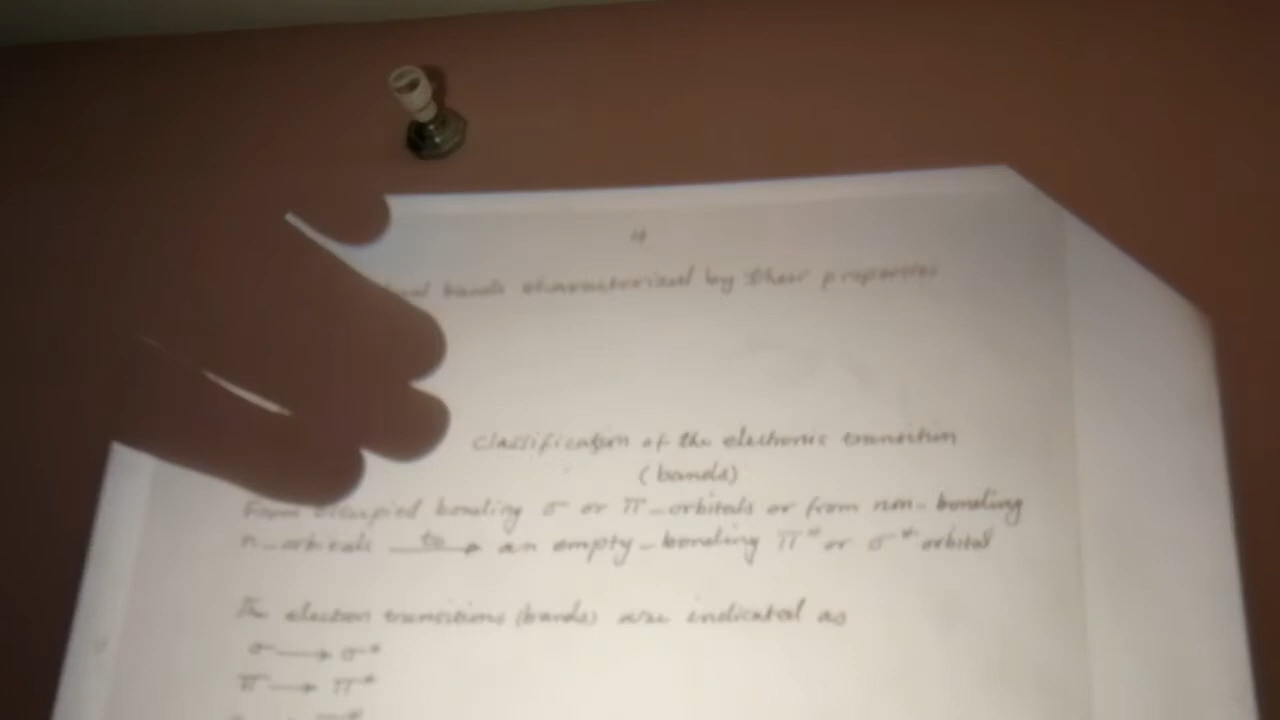 4
bands characterized by their properties
Classification of the electronic transition
(bands)
From occupied bonding σ or π-orbitals or from non-bonding
n-orbitals to → an empty-bonding π* or σ* orbital
The electron transitions (bands) are indicated as
σ → σ*
π → π*